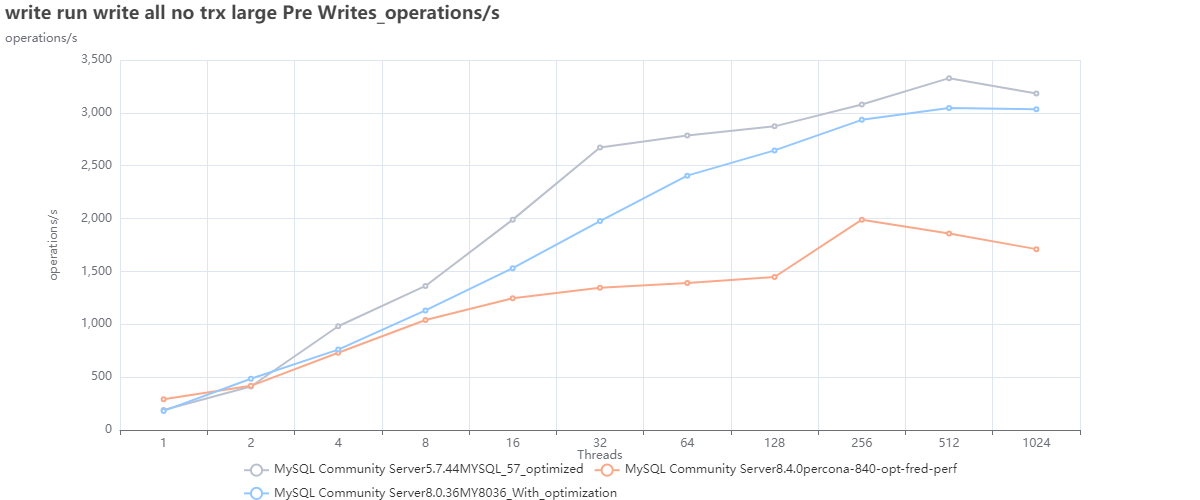 write run write all no trx large Pre Writes_operations/s
operations/s
3,500
3,000
2,500
2,000
1,500
1,000
500
0
operations/s
1 2 4 8 16 32 64 128 256 512 1024
Threads
MySQL Community Server5.7.44MYSQL_57_optimized MySQL Community Server8.4.0percona-840-opt-fred-perf
MySQL Community Server8.0.36MY8036_With_optimization